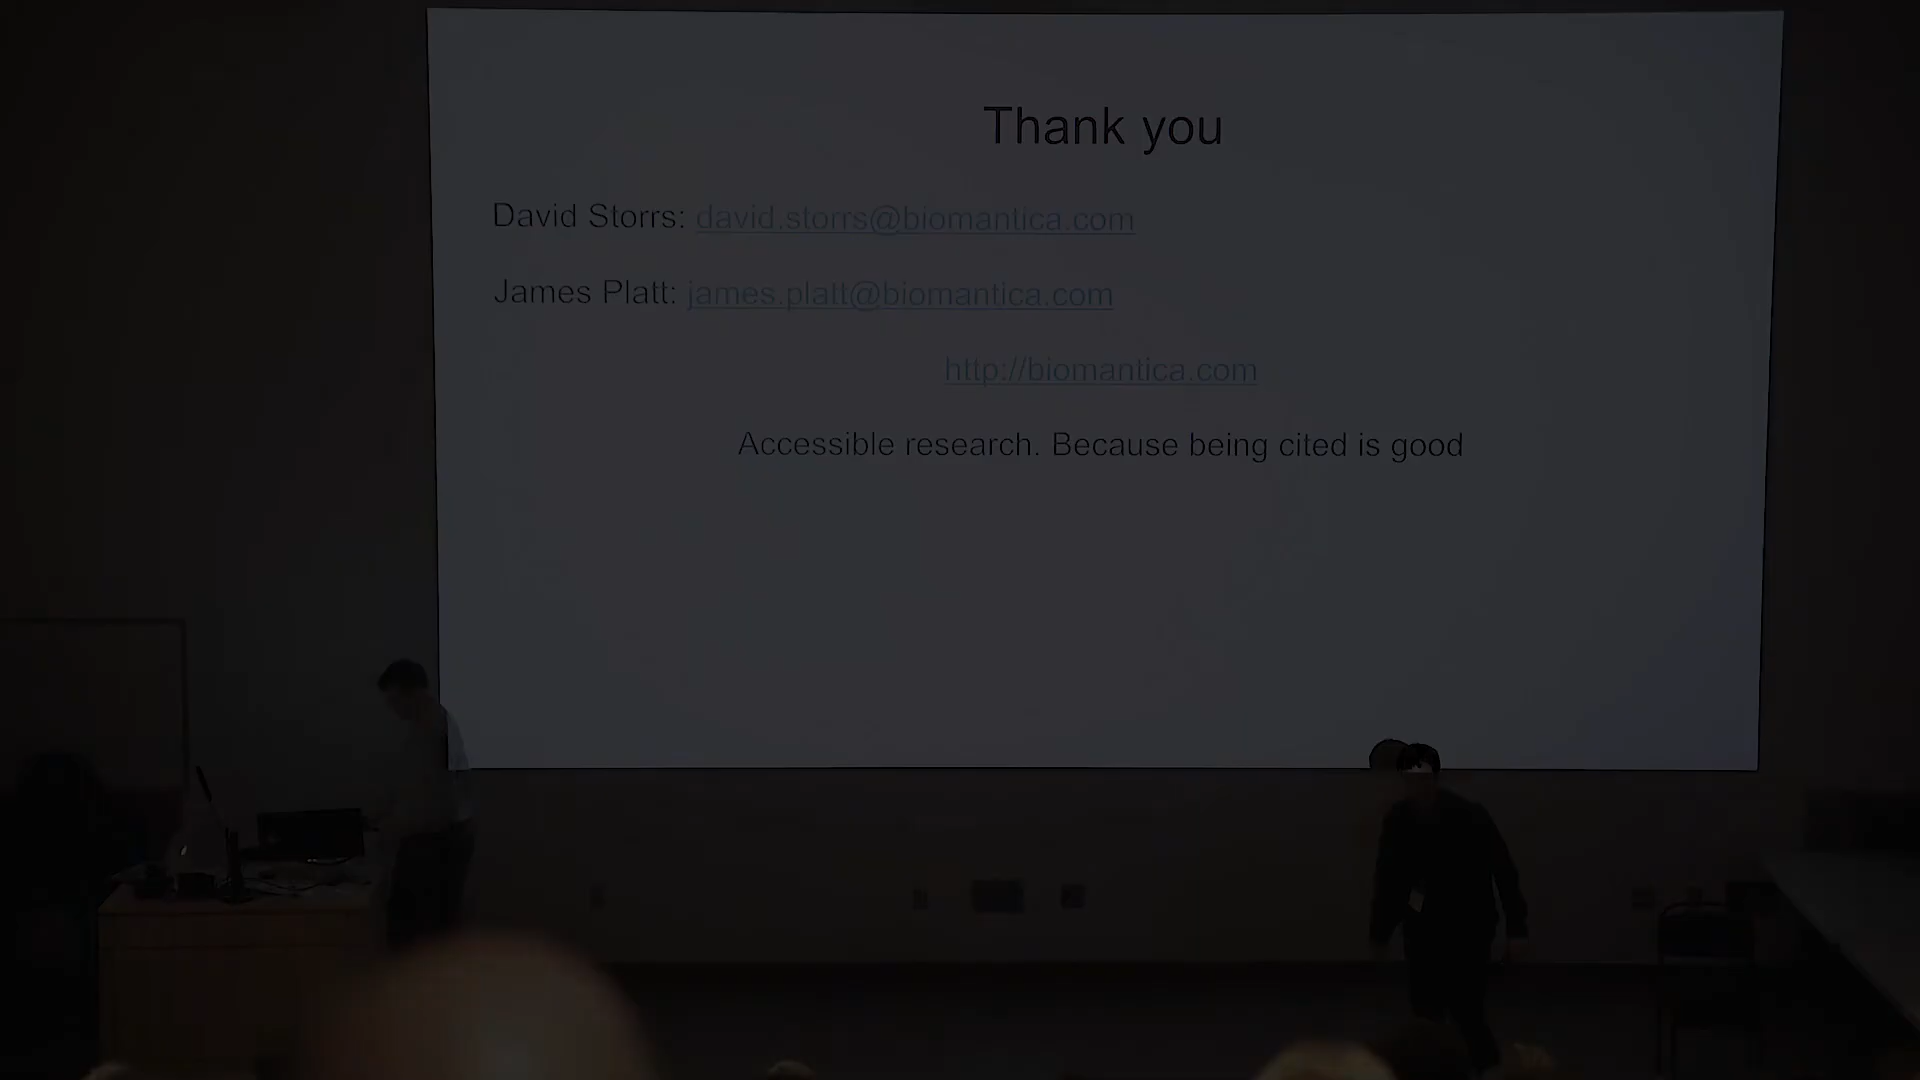 Thank you
David Storrs: david.storrs@biomantica.com
James Platt: james.platt@biomantica.com
http://biomantica.com
Accessible research. Because being cited is good